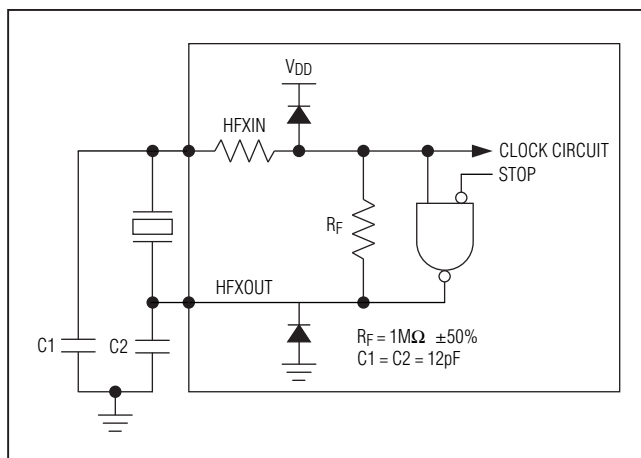 VDD
HFXIN
CLOCK CIRCUIT
STOP
RF
HFXOUT
RF = 1MΩ ±50%
C1 = C2 = 12pF
C1
C2